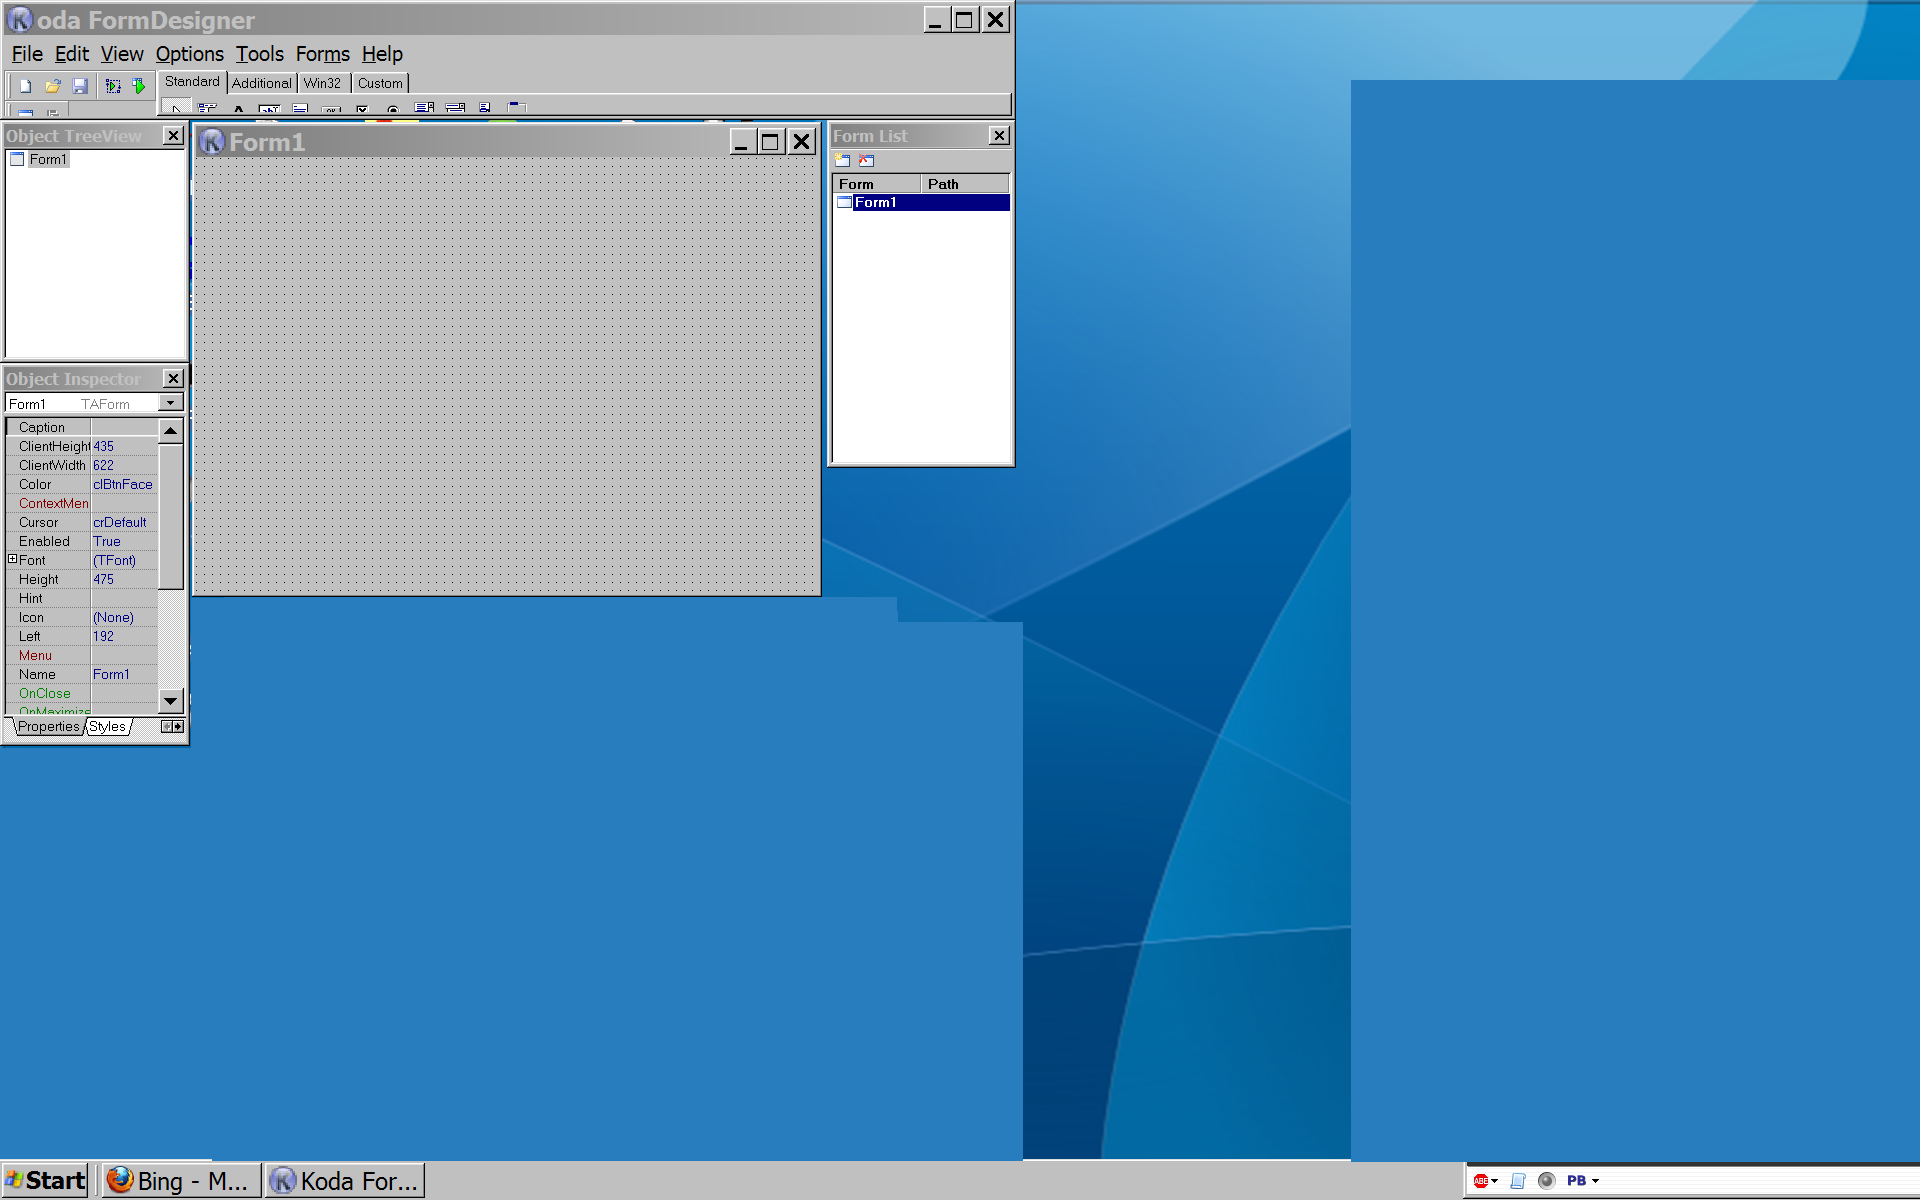 oda FormDesigner
File Edit View Options Tools Forms Help
Standard Additional Win32 Custom
Object TreeView
Form1
Form1
Form List
Form Path
Form1
Object Inspector
Form1 TAForm
Caption
ClientHeight 435
ClientWidth 622
Color clBtnFace
ContextMen
Cursor crDefault
Enabled True
Font (TFont)
Height 475
Hint
Icon (None)
Left 192
Menu
Name Form1
OnClose
OnMaximize
Properties Styles
Start Bing - M... Koda For... ABE PB